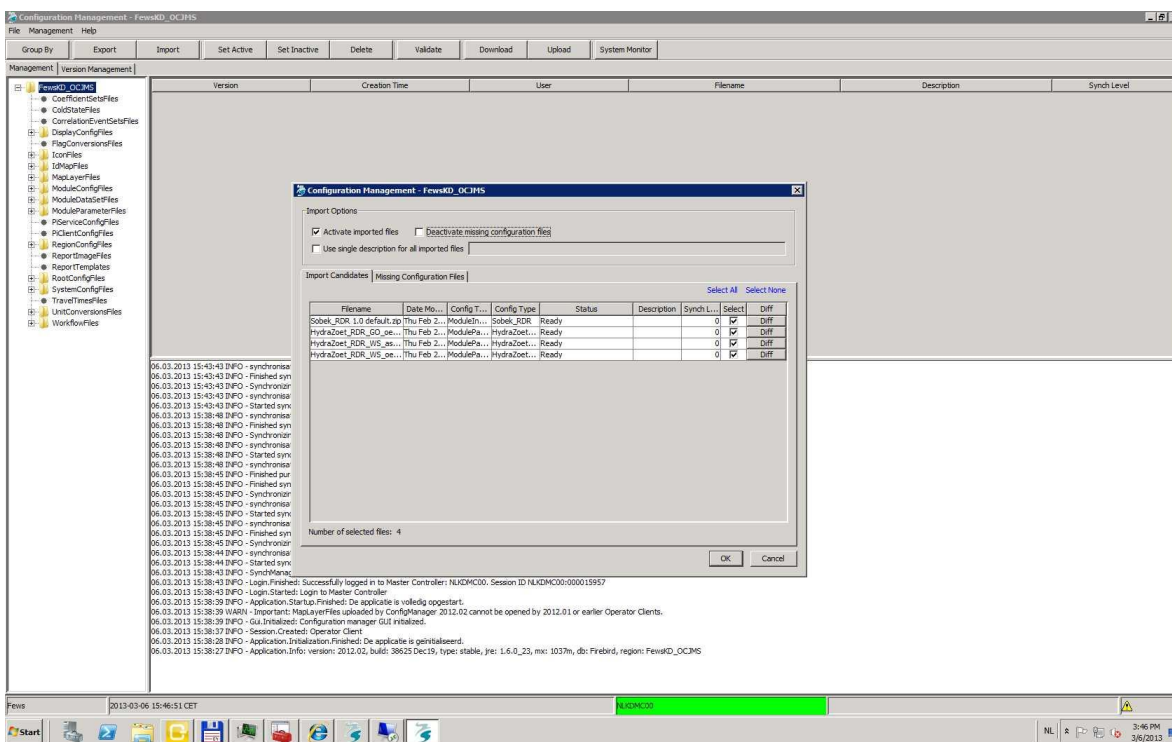 Configuration Management - FewsKD_OCJMS
File Management Help
Group By Export Import Set Active Set Inactive Delete Validate Download Upload System Monitor
Management Version Management
FewsKD_OCJMS
CoefficientSetsFiles
ColdStateFiles
CorrelationEventSetsFiles
DisplayConfigFiles
FlagConversionsFiles
IconFiles
IdMapFiles
MapLayerFiles
ModuleConfigFiles
ModuleDataSetFiles
ModuleParameterFiles
PiServiceConfigFiles
PiClientConfigFiles
RegionConfigFiles
ReportImageFiles
ReportTemplates
RootConfigFiles
SystemConfigFiles
TravelTimesFiles
UnitConversionsFiles
WorkflowFiles
Version Creation Time User Filename Description Synch Level
Configuration Management - FewsKD_OCJMS
Import Options
Activate imported files Deactivate missing configuration files
Use single description for all imported files
Import Candidates Missing Configuration Files
Select All Select None
Filename Date Mo... Config T... Config Type Status Description Synch L... Select Diff
Sobek_RDR 1.0 default.zip Thu Feb 2... ModuleIn... Sobek_RDR Ready 0 Diff
HydraZoet_RDR_GO_oe... Thu Feb 2... ModulePa... HydraZoet... Ready 0 Diff
HydraZoet_RDR_WS_as... Thu Feb 2... ModulePa... HydraZoet... Ready 0 Diff
HydraZoet_RDR_WS_oe... Thu Feb 2... ModulePa... HydraZoet... Ready 0 Diff
Number of selected files: 4
OK Cancel
06.03.2013 15:43:43 INFO - synchronisa
06.03.2013 15:43:43 INFO - Finished syn
06.03.2013 15:43:43 INFO - Synchronizin
06.03.2013 15:43:43 INFO - synchronisa
06.03.2013 15:43:43 INFO - Started sync
06.03.2013 15:38:48 INFO - synchronisa
06.03.2013 15:38:48 INFO - Finished syn
06.03.2013 15:38:48 INFO - Synchronizin
06.03.2013 15:38:48 INFO - synchronisa
06.03.2013 15:38:48 INFO - Started sync
06.03.2013 15:38:48 INFO - synchronisa
06.03.2013 15:38:45 INFO - Finished pur
06.03.2013 15:38:45 INFO - Finished syn
06.03.2013 15:38:45 INFO - Synchronizin
06.03.2013 15:38:45 INFO - synchronisa
06.03.2013 15:38:45 INFO - Started sync
06.03.2013 15:38:45 INFO - synchronisa
06.03.2013 15:38:45 INFO - Finished syn
06.03.2013 15:38:45 INFO - Synchronizin
06.03.2013 15:38:44 INFO - synchronisa
06.03.2013 15:38:44 INFO - Started sync
06.03.2013 15:38:43 INFO - SynchManag
06.03.2013 15:38:43 INFO - Login.Finished: Successfully logged in to Master Controller: NLKDMC00. Session ID NLKDMC00:000015957
06.03.2013 15:38:43 INFO - Login.Started: Login to Master Controller
06.03.2013 15:38:39 INFO - Application.Startup.Finished: De applicatie is volledig opgestart.
06.03.2013 15:38:39 WARN - Important: MapLayerFiles uploaded by ConfigManager 2012.02 cannot be opened by 2012.01 or earlier Operator Clients.
06.03.2013 15:38:39 INFO - Gui.Initialized: Configuration manager GUI initialized.
06.03.2013 15:38:37 INFO - Session.Created: Operator Client
06.03.2013 15:38:28 INFO - Application.Initialization.Finished: De applicatie is geïnitialiseerd.
06.03.2013 15:38:27 INFO - Application.Info: version: 2012.02, build: 38625 Dec19, type: stable, jre: 1.6.0_23, mx: 1037m, db: Firebird, region: FewsKD_OCJMS
Fews 2013-03-06 15:46:51 CET NLKDMC00
Start NL 3:46 PM
3/6/2013